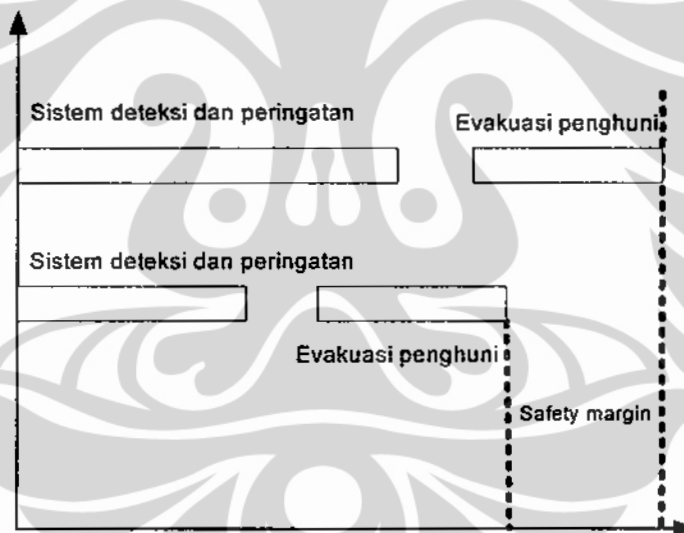 Sistem deteksi dan peringatan
Evakuasi penghuni
Sistem deteksi dan peringatan
Evakuasi penghuni
Safety margin